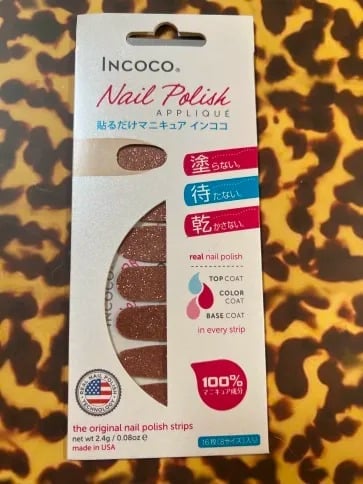 INCOCO®
Nail Polish
APPLIQUÉ
貼るだけマニキュア インココ
塗らない。
待たない。
乾かさない。
real nail polish
TOP COAT
COLOR COAT
BASE COAT
in every strip
100%
マニキュア成分
U.S. NAIL POLISH
TECHNOLOGY
the original nail polish strips
net wt 2.4g / 0.08oz e
made in USA
16枚(8サイズ)入り